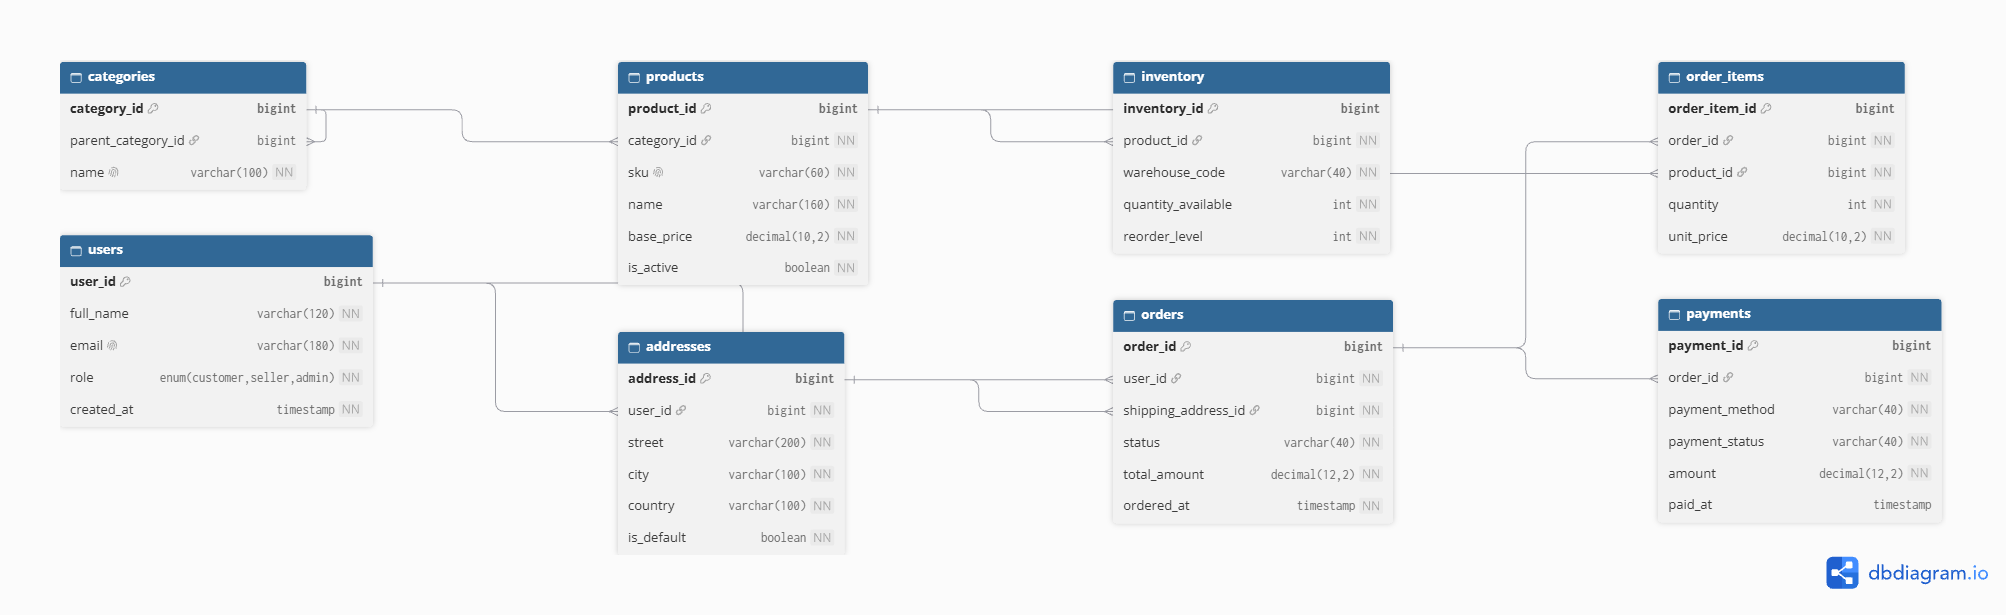 categories
category_id bigint
parent_category_id bigint
name varchar(100) NN
users
user_id bigint
full_name varchar(120) NN
email varchar(180) NN
role enum(customer,seller,admin) NN
created_at timestamp NN
products
product_id bigint
category_id bigint NN
sku varchar(60) NN
name varchar(160) NN
base_price decimal(10,2) NN
is_active boolean NN
addresses
address_id bigint
user_id bigint NN
street varchar(200) NN
city varchar(100) NN
country varchar(100) NN
is_default boolean NN
inventory
inventory_id bigint
product_id bigint NN
warehouse_code varchar(40) NN
quantity_available int NN
reorder_level int NN
orders
order_id bigint
user_id bigint NN
shipping_address_id bigint NN
status varchar(40) NN
total_amount decimal(12,2) NN
ordered_at timestamp NN
order_items
order_item_id bigint
order_id bigint NN
product_id bigint NN
quantity int NN
unit_price decimal(10,2) NN
payments
payment_id bigint
order_id bigint NN
payment_method varchar(40) NN
payment_status varchar(40) NN
amount decimal(12,2) NN
paid_at timestamp
dbdiagram.io